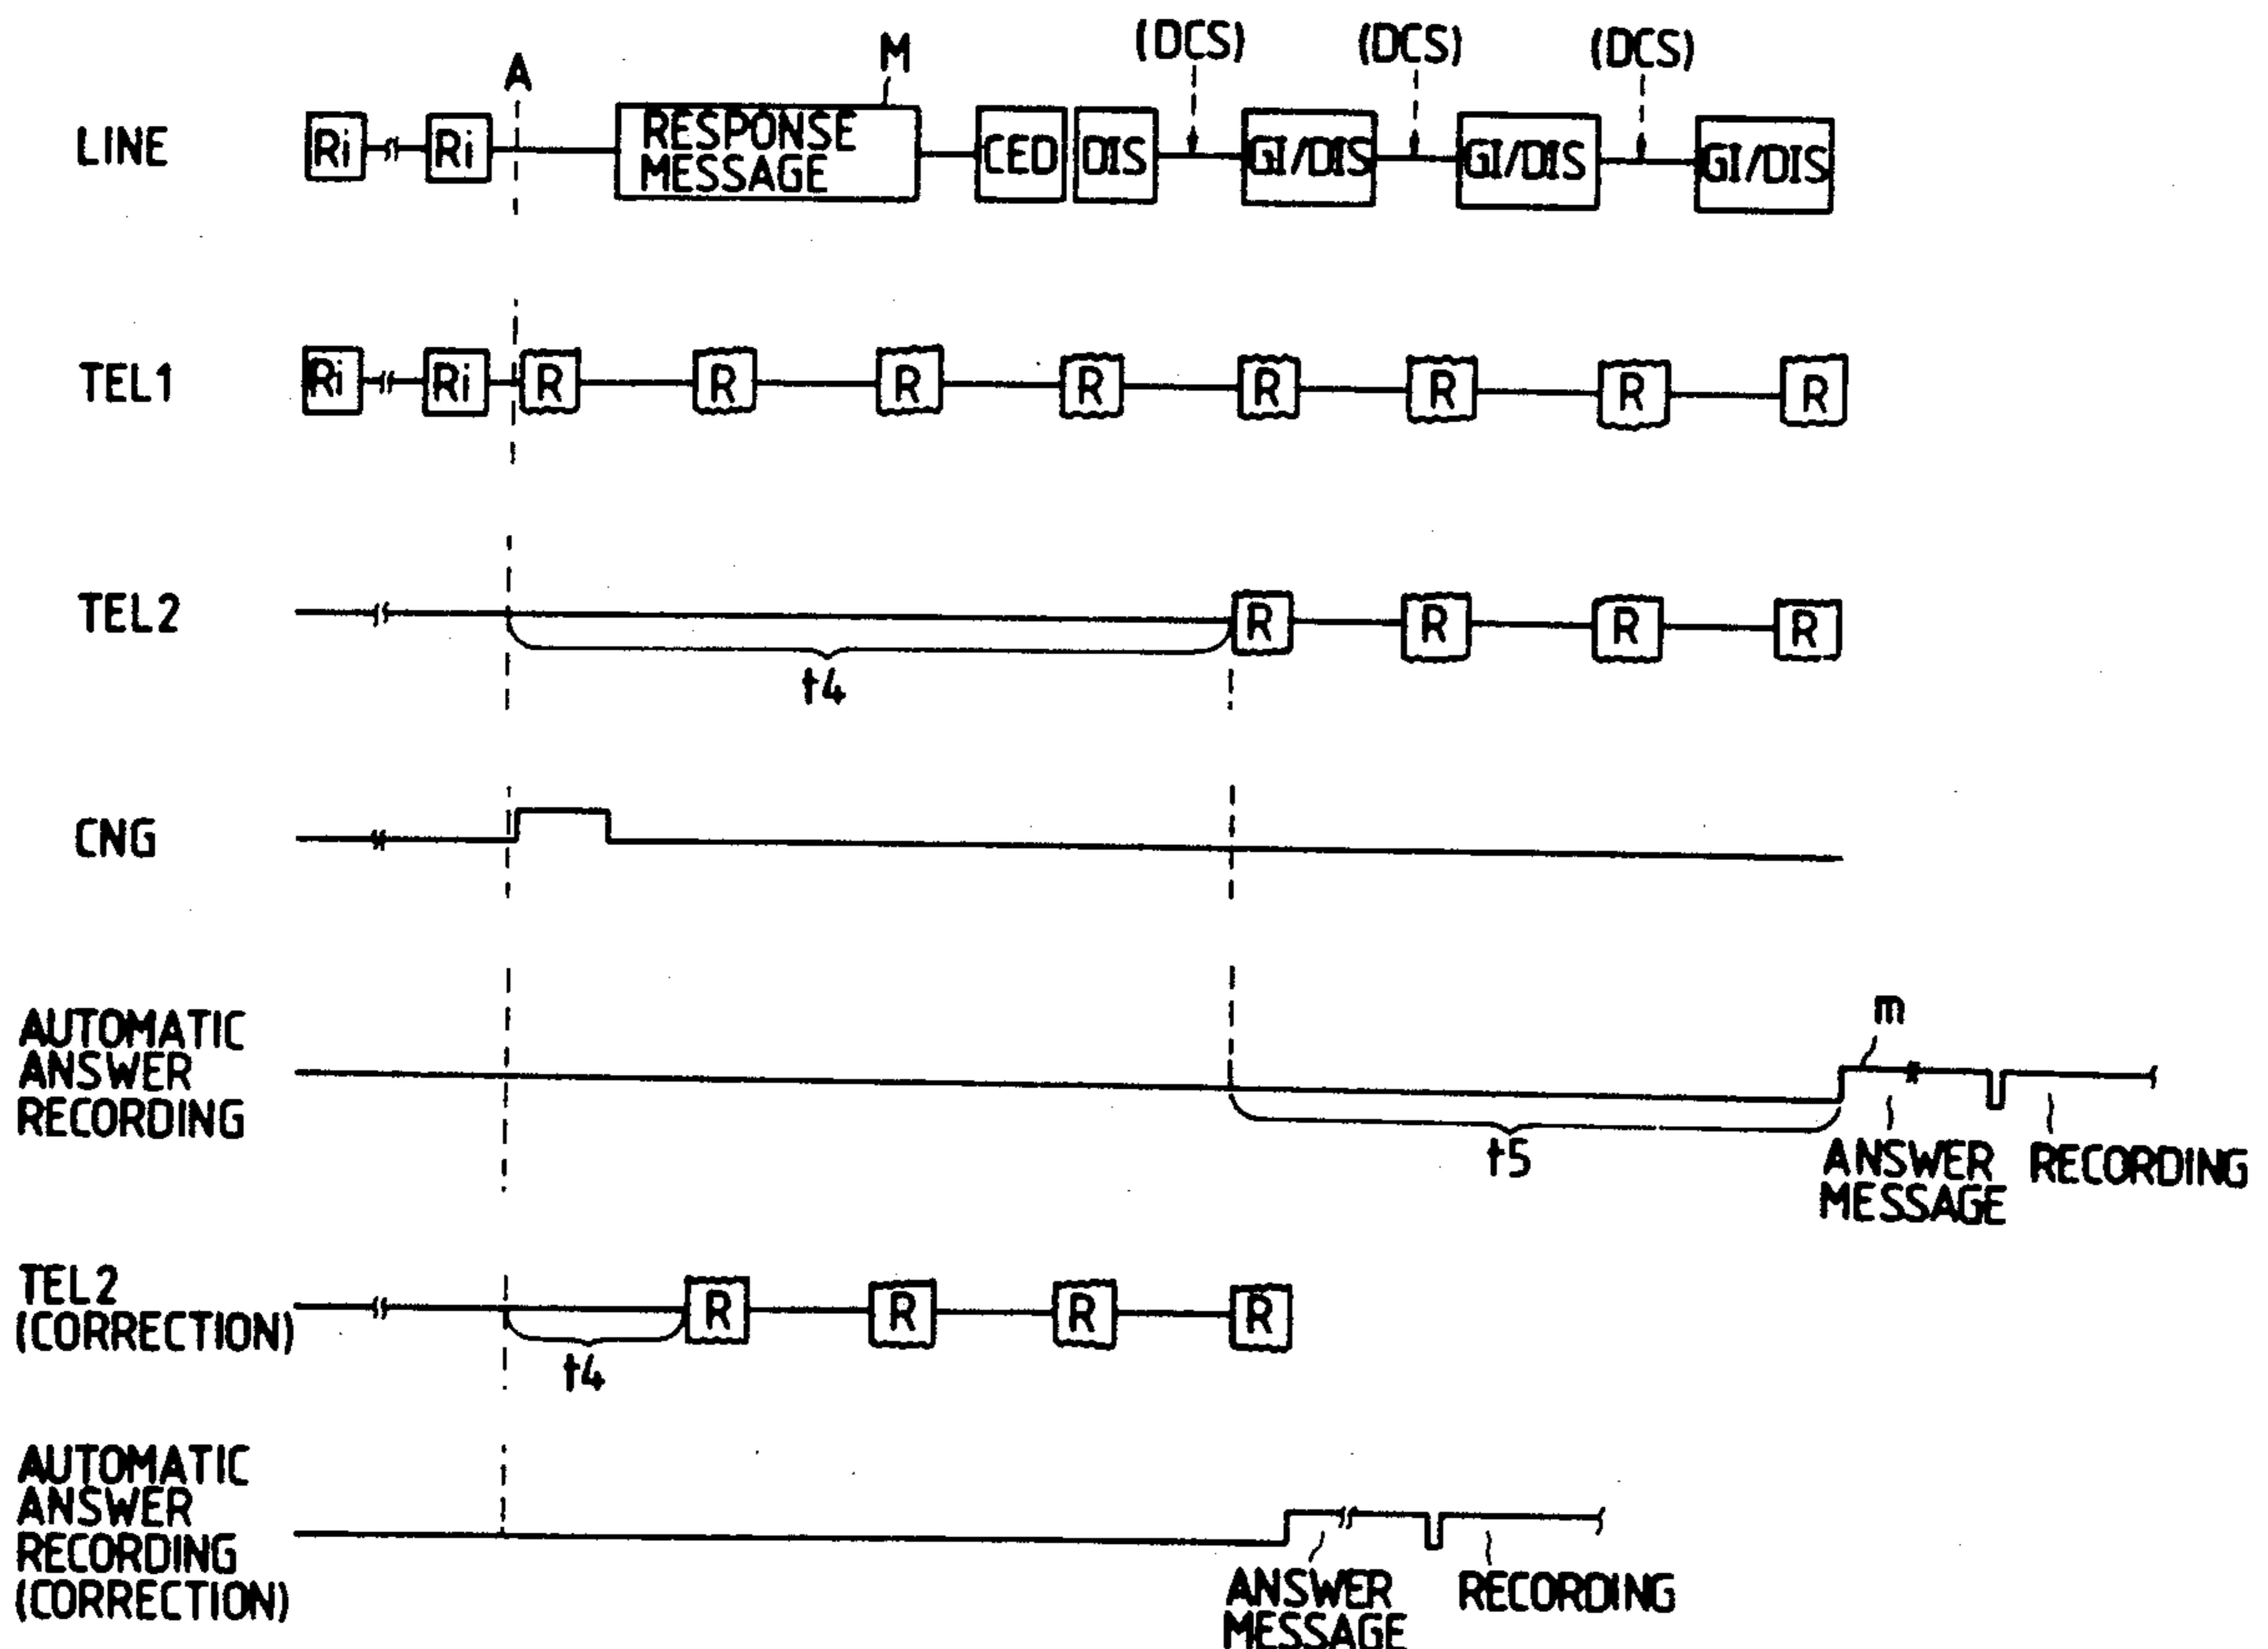 (DCS) (DCS) (DCS)
A M
LINE Ri Ri RESPONSE MESSAGE CED DIS GI/DIS GI/DIS GI/DIS
TEL1 Ri Ri R R R R R R R R
TEL2 R R R R
t4
CNG
AUTOMATIC
ANSWER
RECORDING
m
t5
ANSWER
MESSAGE
RECORDING
TEL2
(CORRECTION)
R R R R
t4
AUTOMATIC
ANSWER
RECORDING
(CORRECTION)
ANSWER
MESSAGE
RECORDING